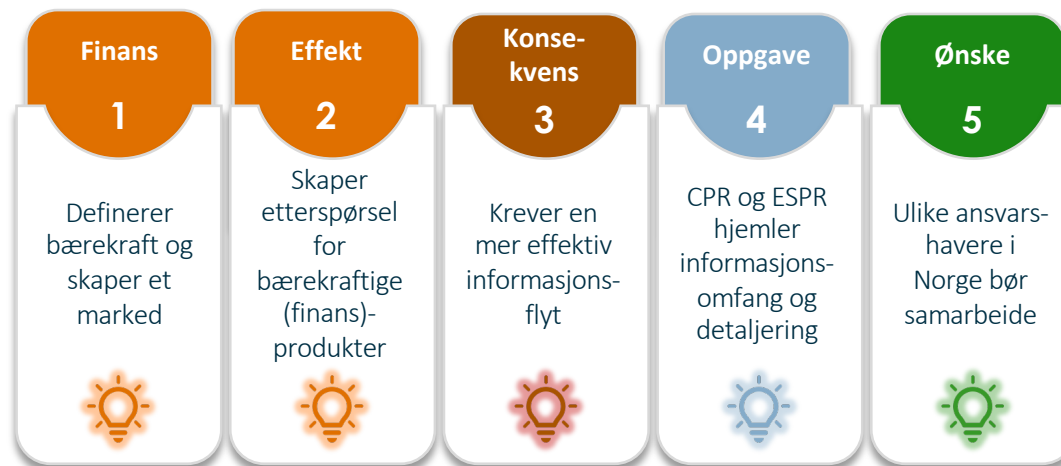 Finans
1
Definerer
bærekraft og
skaper et
marked
Effekt
2
Skaper
etterspørsel
for
bærekraftige
(finans)-
produkter
Konse-
kvens
3
Krever en
mer effektiv
informasjons-
flyt
Oppgave
4
CPR og ESPR
hjemler
informasjons-
omfang og
detaljering
Ønske
5
Ulike ansvars-
havere i
Norge bør
samarbeide